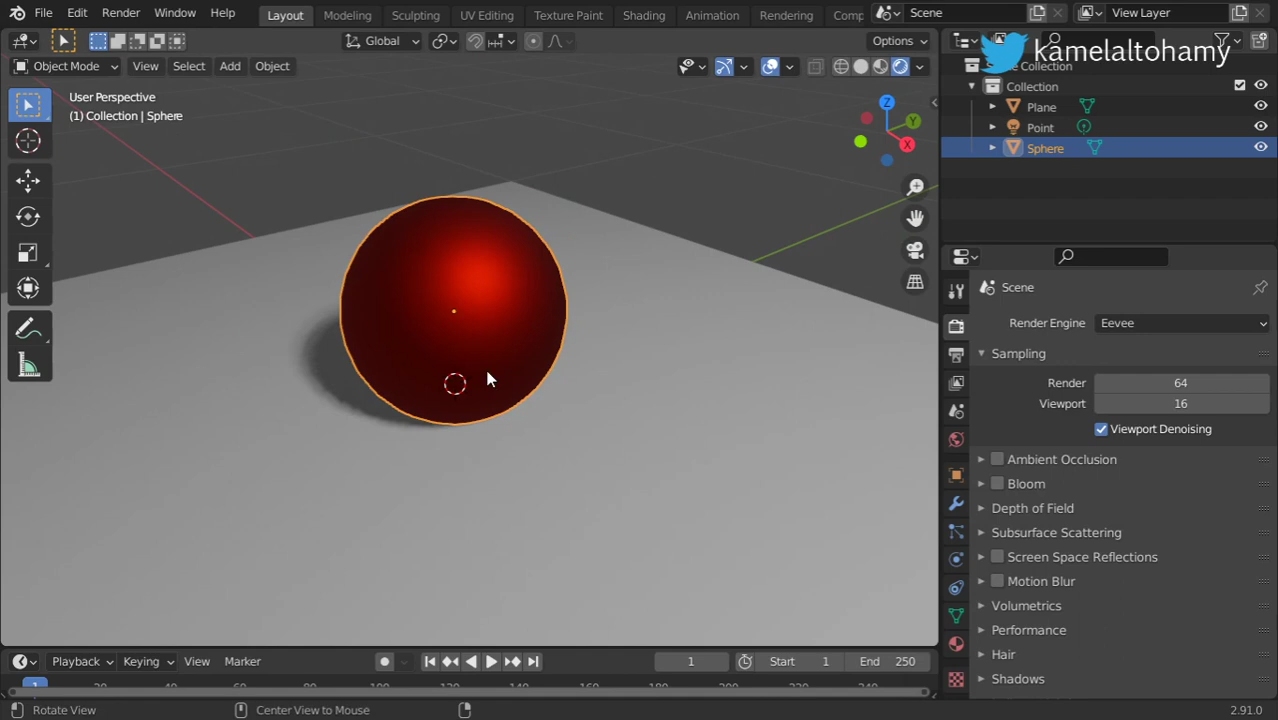 File Edit Render Window Help Layout Modeling Sculpting UV Editing Texture Paint Shading Animation Rendering Comp Scene View Layer
Global Options
kamelaltohamy
Object Mode View Select Add Object
Collection
User Perspective
(1) Collection | Sphere
Collection
Plane
Point
Sphere
Z
Y
X
Scene
Render Engine Eevee
Sampling
Render 64
Viewport 16
Viewport Denoising
Ambient Occlusion
Bloom
Depth of Field
Subsurface Scattering
Screen Space Reflections
Motion Blur
Volumetrics
Performance
Hair
Shadows
Playback Keying View Marker 1 Start 1 End 250
1
Rotate View Center View to Mouse 2.91.0